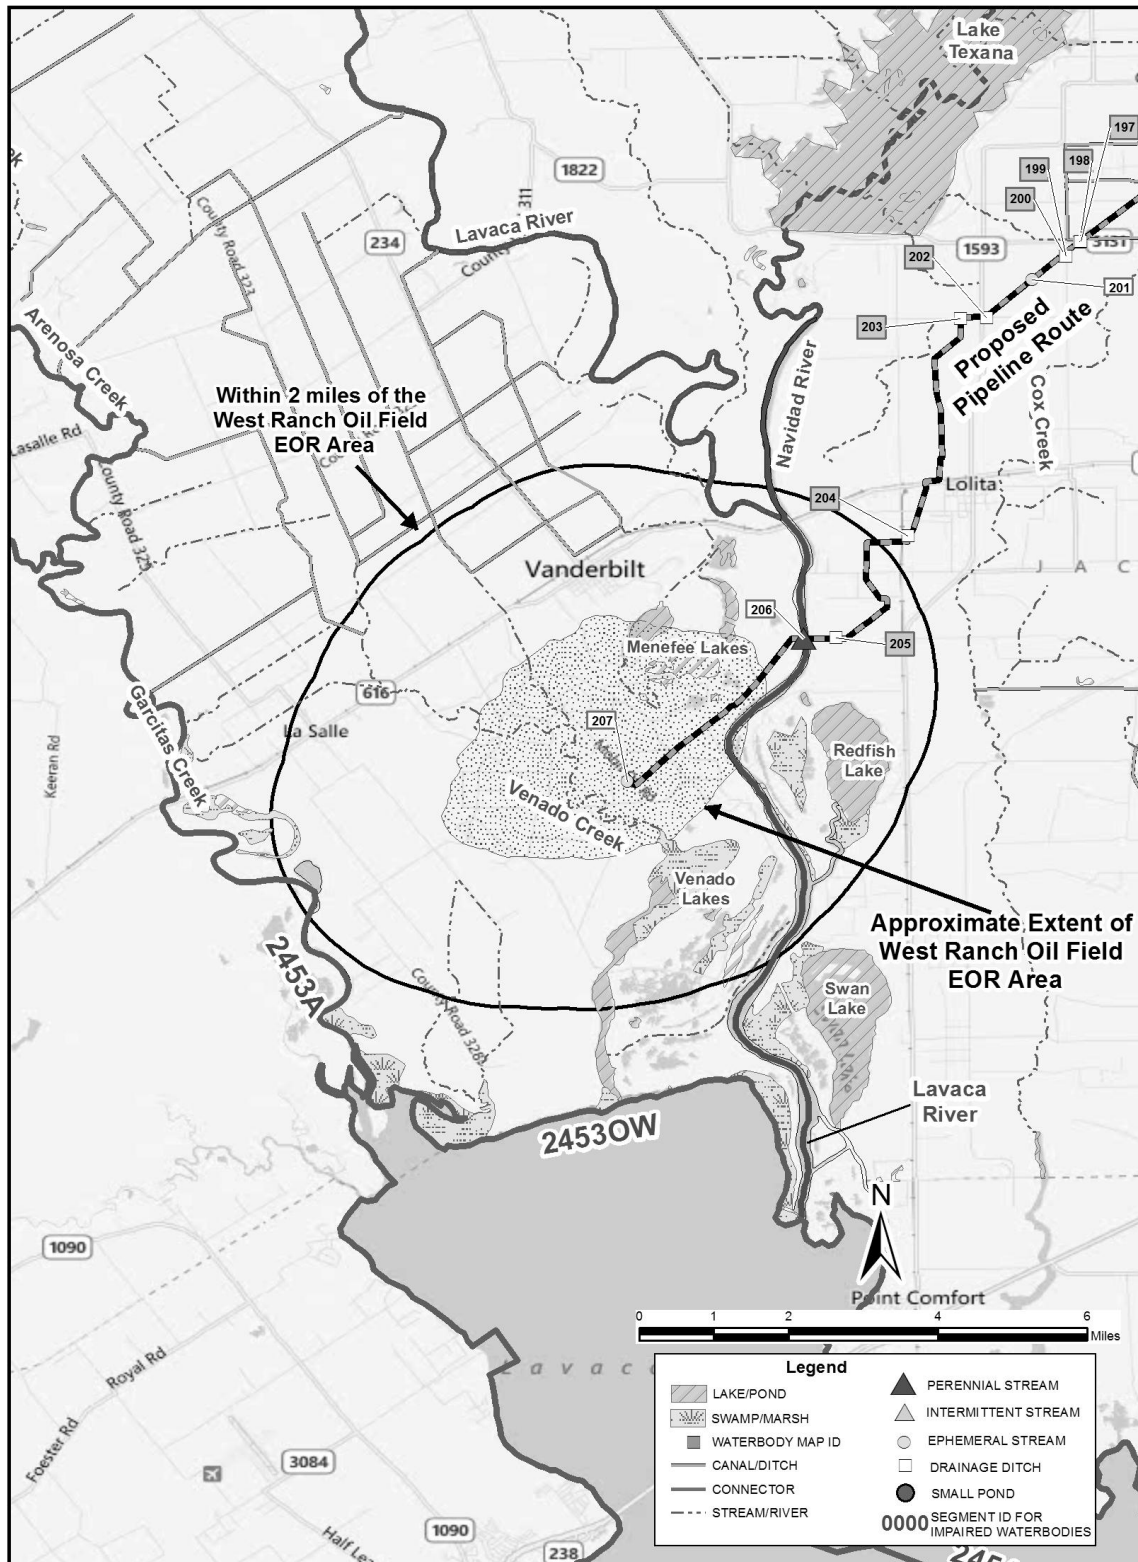 Lake
Texana
197
198
199
200
1822
311
234
Lavaca River
County
County Road 323
202
1593
3131
201
203
Proposed
Pipeline Route
Navidad River
Cox Creek
Arenosa Creek
Lasalle Rd
Within 2 miles of the
West Ranch Oil Field
EOR Area
County Road 329
204
Lolita
J A C
Vanderbilt
206
205
Menefee Lakes
616
La Salle
207
Garcitas Creek
Keeran Rd
Redfish
Lake
Venado Creek
Venado
Lakes
Approximate Extent of
West Ranch Oil Field
EOR Area
2453A
County Road 328
Swan
Lake
Lavaca
River
2453OW
N
1090
Point Comfort
0 1 2 4 6
Miles
Royal Rd
Lavaca
Foester Rd
3084
1090
238
Legend
LAKE/POND
SWAMP/MARSH
WATERBODY MAP ID
CANAL/DITCH
CONNECTOR
STREAM/RIVER
PERENNIAL STREAM
INTERMITTENT STREAM
EPHEMERAL STREAM
DRAINAGE DITCH
SMALL POND
0000 SEGMENT ID FOR
IMPAIRED WATERBODIES